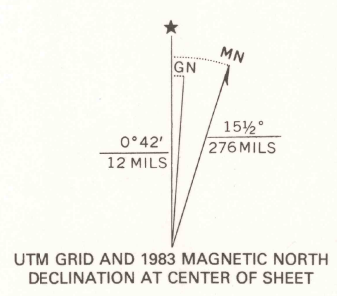 ★
MN
GN
0°42′
12 MILS
15½°
276 MILS
UTM GRID AND 1983 MAGNETIC NORTH
DECLINATION AT CENTER OF SHEET